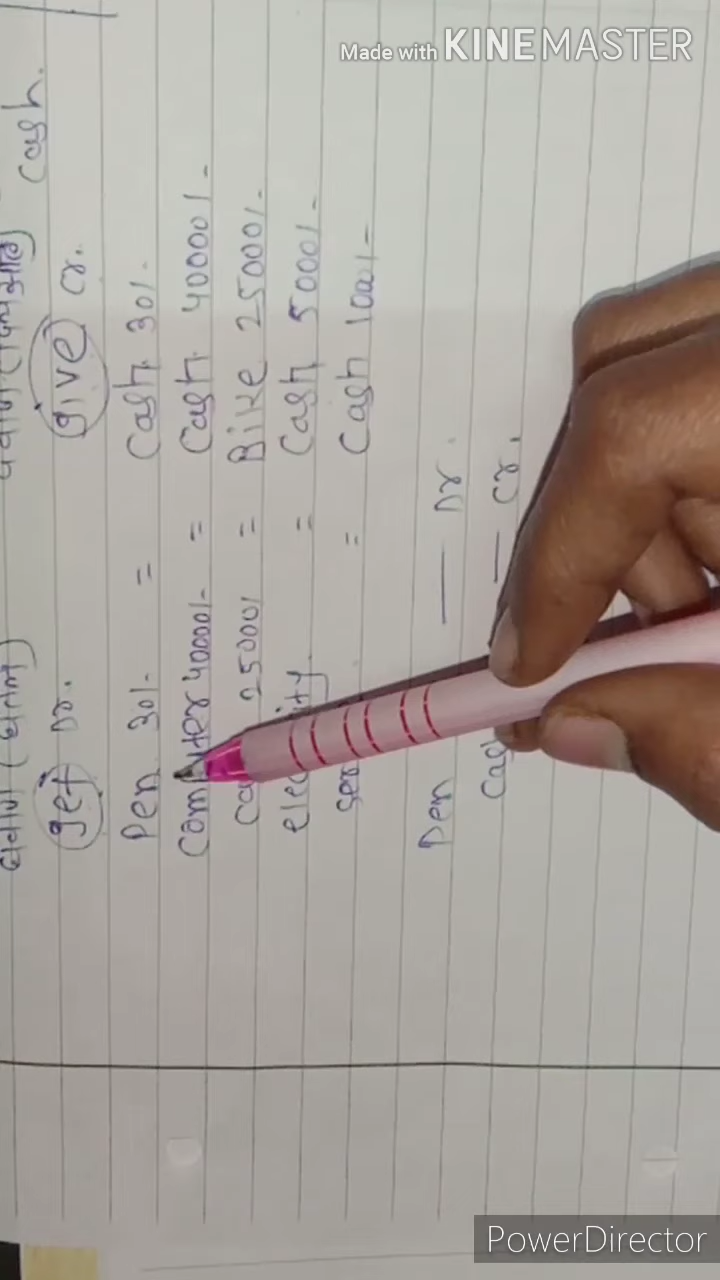 Made with KINEMASTER
cash.
get Dr. give Cr.
Pen 30/- = Cash 30/-
Computer 40000/- = Cash 40000/-
25000/ = Bike 25000/-
= Cash 5000/-
= Cash 1000/-
Pen — Dr.
— Cr.
PowerDirector